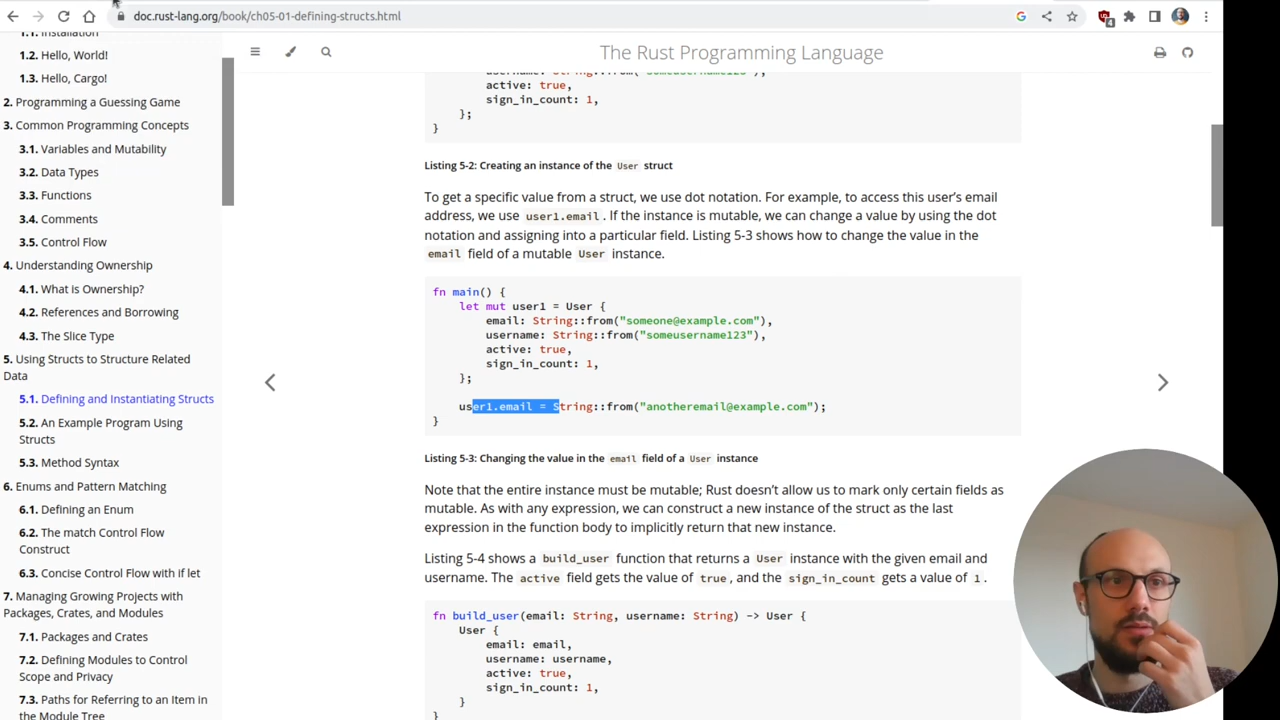 doc.rust-lang.org/book/ch05-01-defining-structs.html
4
1.1. Installation
1.2. Hello, World!
1.3. Hello, Cargo!
2. Programming a Guessing Game
3. Common Programming Concepts
3.1. Variables and Mutability
3.2. Data Types
3.3. Functions
3.4. Comments
3.5. Control Flow
4. Understanding Ownership
4.1. What is Ownership?
4.2. References and Borrowing
4.3. The Slice Type
5. Using Structs to Structure Related
Data
5.1. Defining and Instantiating Structs
5.2. An Example Program Using
Structs
5.3. Method Syntax
6. Enums and Pattern Matching
6.1. Defining an Enum
6.2. The match Control Flow
Construct
6.3. Concise Control Flow with if let
7. Managing Growing Projects with
Packages, Crates, and Modules
7.1. Packages and Crates
7.2. Defining Modules to Control
Scope and Privacy
7.3. Paths for Referring to an Item in
the Module Tree
The Rust Programming Language
username: String::from("someusername123"),
active: true,
sign_in_count: 1,
};
}
Listing 5-2: Creating an instance of the User struct
To get a specific value from a struct, we use dot notation. For example, to access this user's email
address, we use user1.email. If the instance is mutable, we can change a value by using the dot
notation and assigning into a particular field. Listing 5-3 shows how to change the value in the
email field of a mutable User instance.
fn main() {
let mut user1 = User {
email: String::from("someone@example.com"),
username: String::from("someusername123"),
active: true,
sign_in_count: 1,
};
user1.email = String::from("anotheremail@example.com");
}
Listing 5-3: Changing the value in the email field of a User instance
Note that the entire instance must be mutable; Rust doesn't allow us to mark only certain fields as
mutable. As with any expression, we can construct a new instance of the struct as the last
expression in the function body to implicitly return that new instance.
Listing 5-4 shows a build_user function that returns a User instance with the given email and
username. The active field gets the value of true, and the sign_in_count gets a value of 1.
fn build_user(email: String, username: String) -> User {
User {
email: email,
username: username,
active: true,
sign_in_count: 1,
}
}